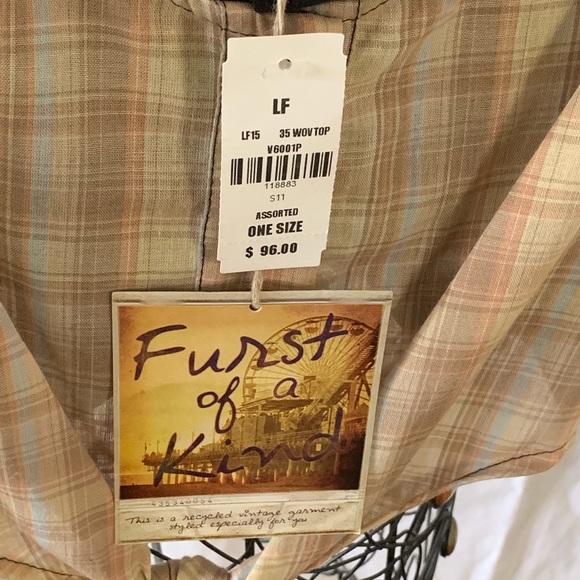 LF
LF15 35 WOVTOP
V6001P
118883
S11
ASSORTED
ONE SIZE
$ 96.00
Furst
of a
Kind
This is a recycled vintage garment
styled especially for you